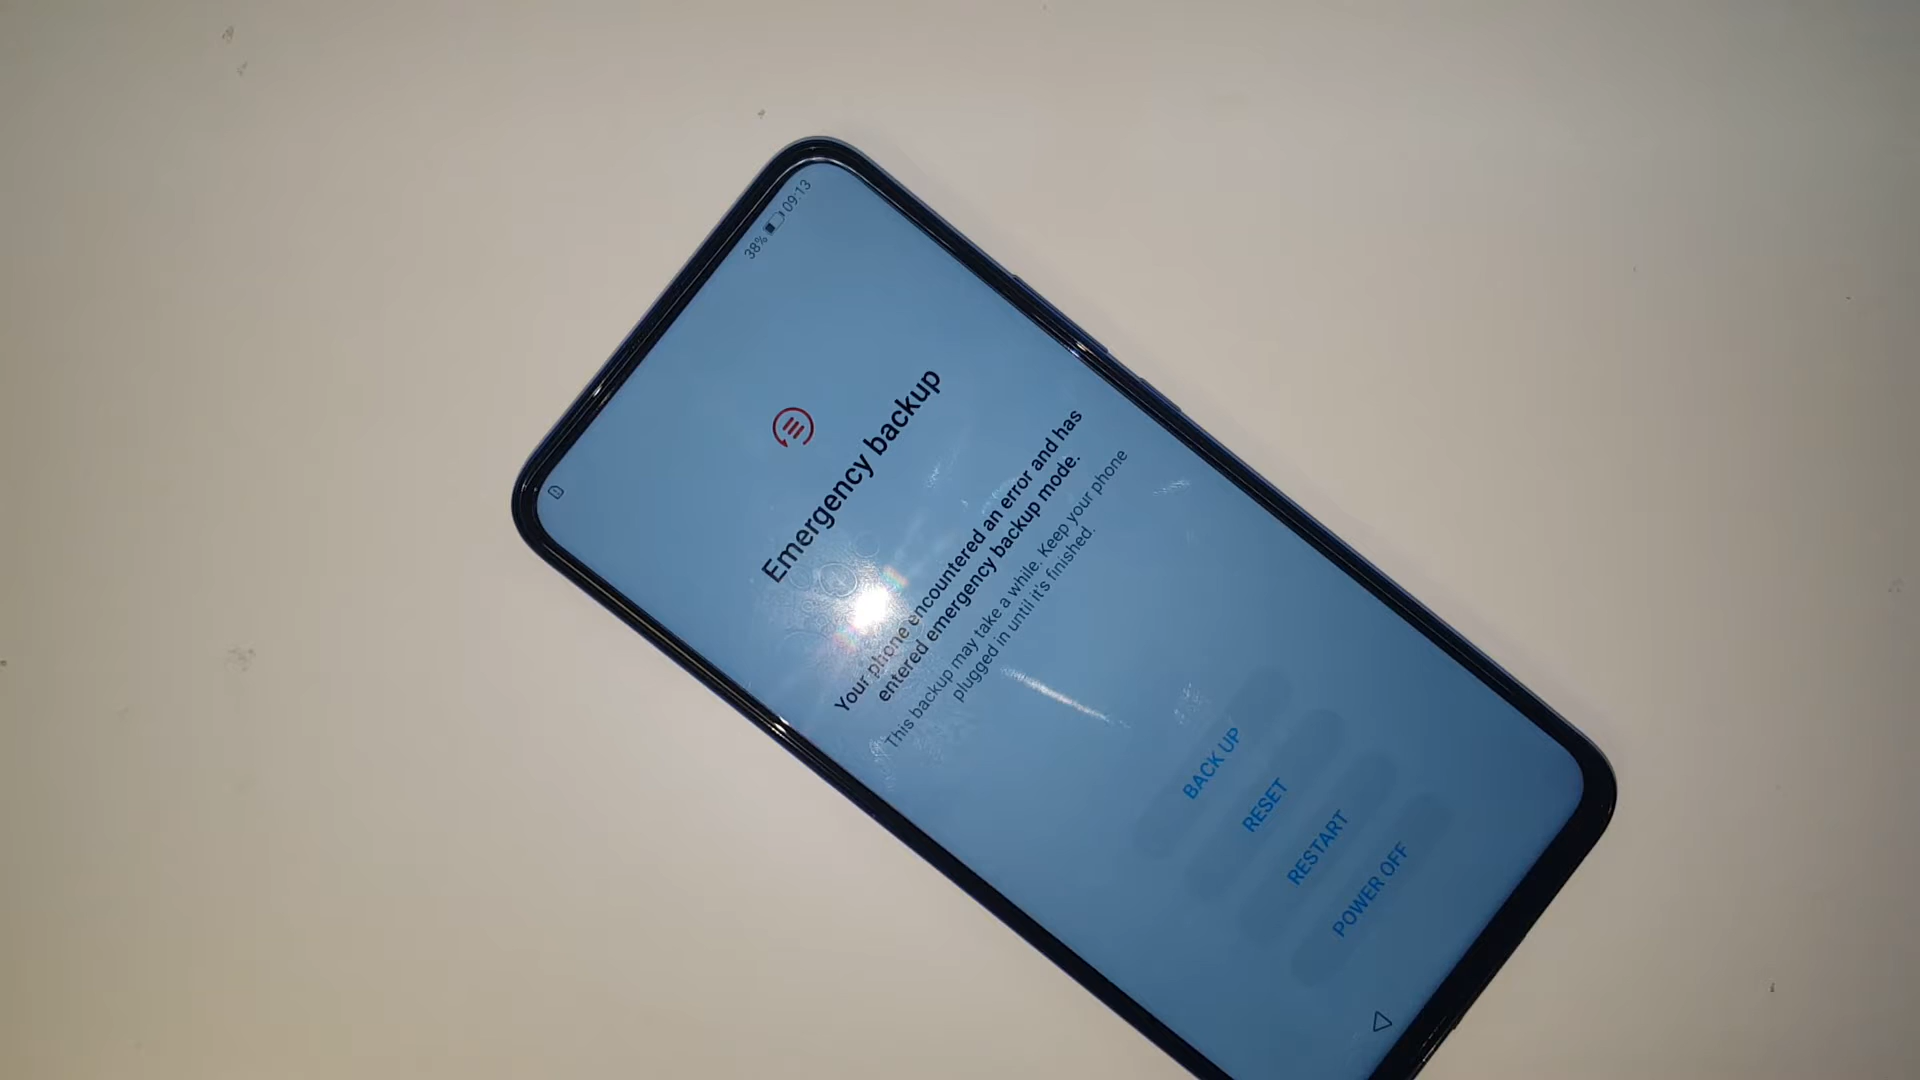 38% 09:13
Emergency backup
Your phone encountered an error and has
entered emergency backup mode.
This backup may take a while. Keep your phone
plugged in until it's finished.
BACK UP
RESET
RESTART
POWER OFF